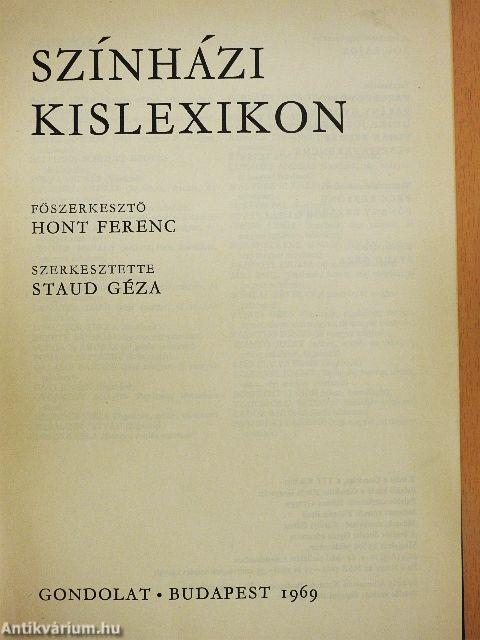 SZÍNHÁZI
KISLEXIKON
FŐSZERKESZTŐ
HONT FERENC
SZERKESZTETTE
STAUD GÉZA
GONDOLAT • BUDAPEST 1969
Antikvárium.hu